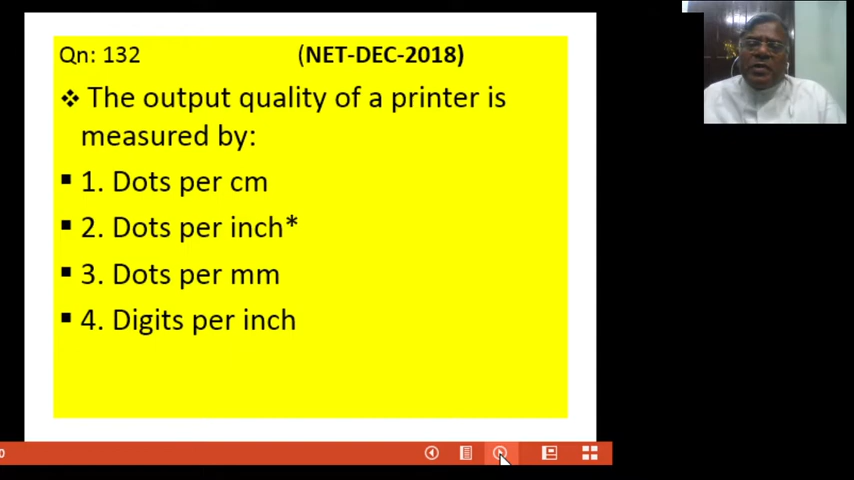 Qn: 132 (NET-DEC-2018)
❖ The output quality of a printer is
measured by:
▪ 1. Dots per cm
▪ 2. Dots per inch*
▪ 3. Dots per mm
▪ 4. Digits per inch
0